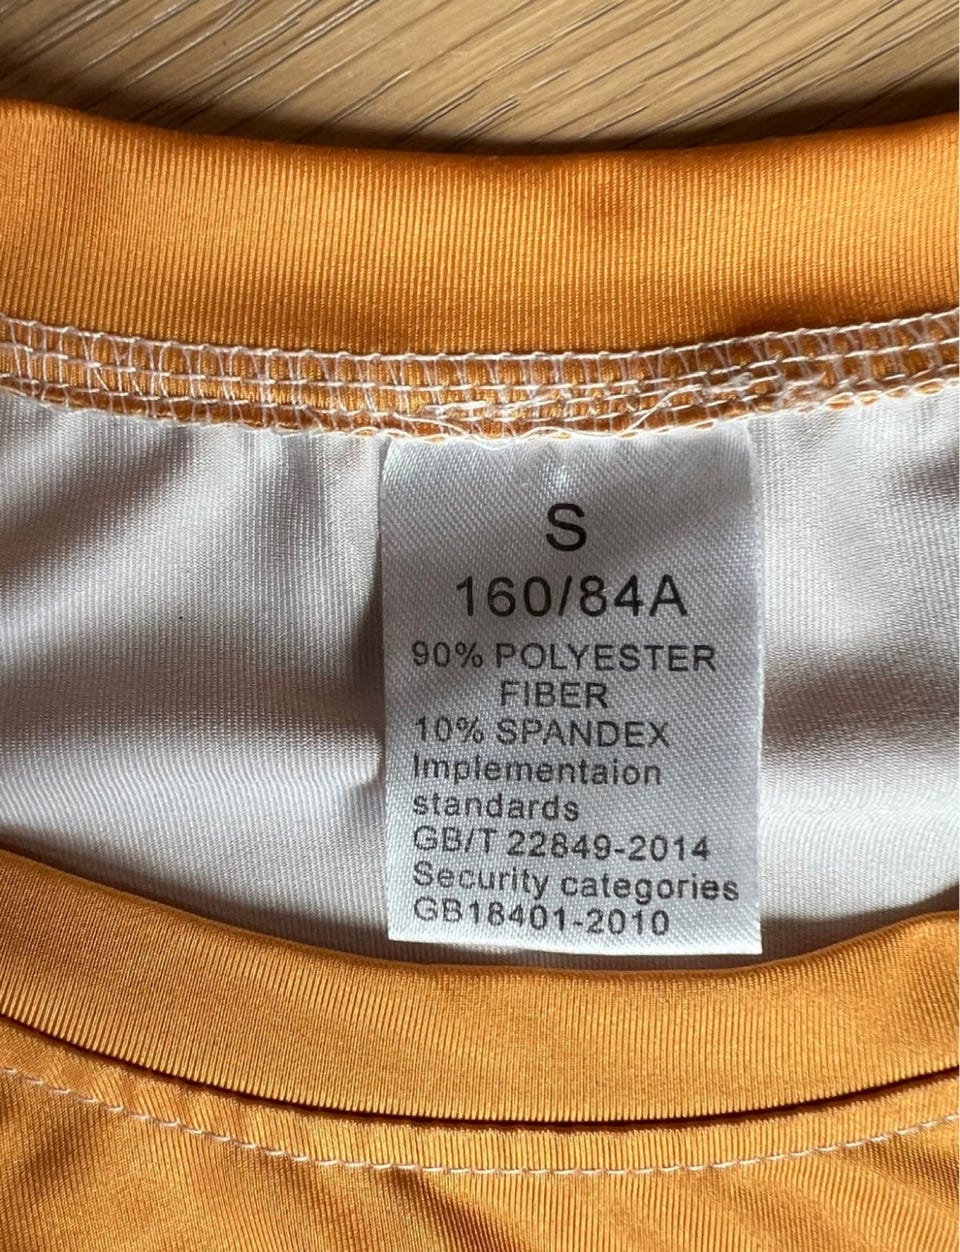 S
160/84A
90% POLYESTER
FIBER
10% SPANDEX
Implementaion
standards
GB/T 22849-2014
Security categories
GB18401-2010